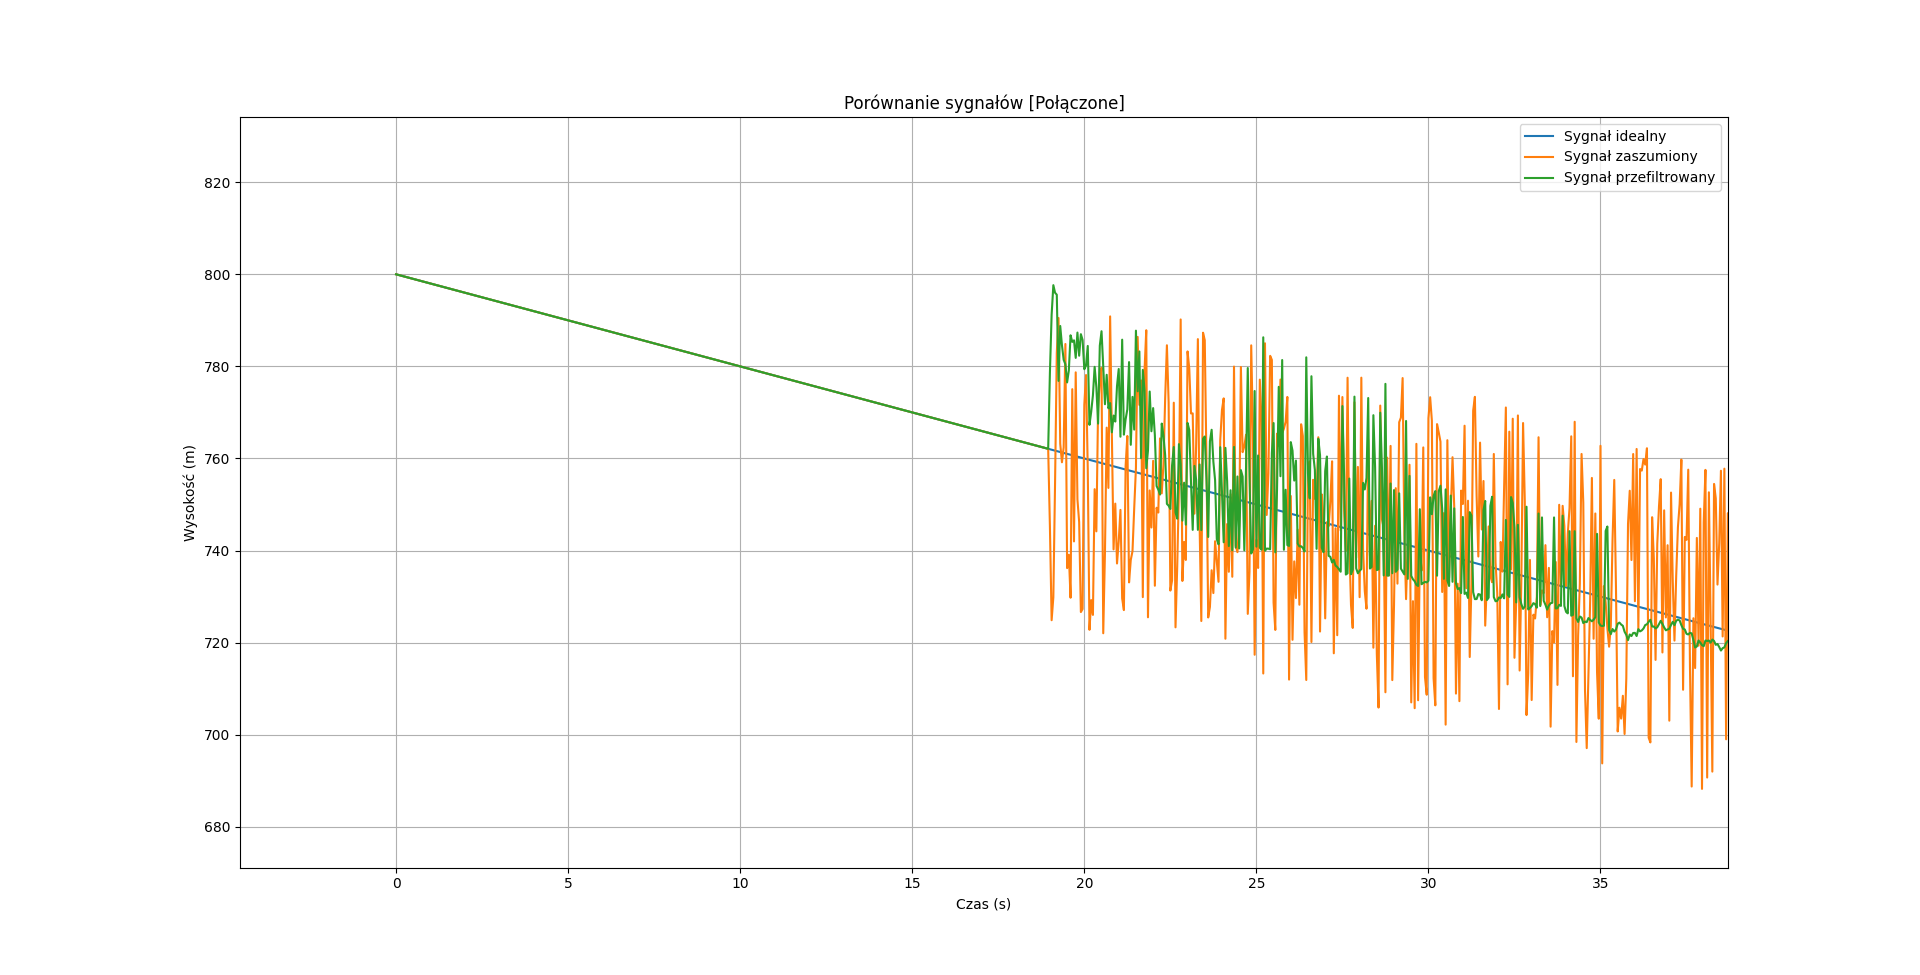 Porównanie sygnałów [Połączone]
Sygnał idealny
Sygnał zaszumiony
Sygnał przefiltrowany
820
800
780
760
740
720
700
680
Wysokość (m)
0 5 10 15 20 25 30 35
Czas (s)